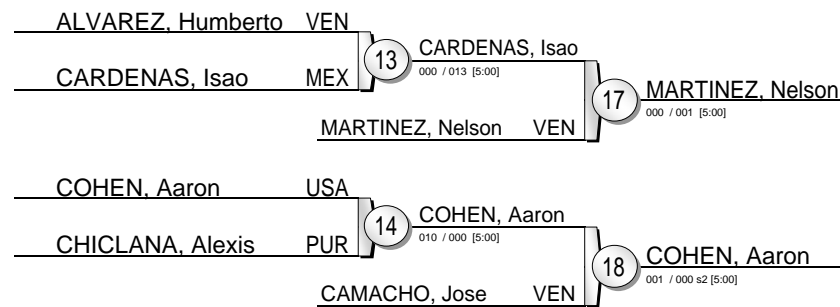 ALVAREZ, Humberto VEN
13 CARDENAS, Isao
000 / 013 [5:00]
CARDENAS, Isao MEX
17 MARTINEZ, Nelson
000 / 001 [5:00]
MARTINEZ, Nelson VEN
COHEN, Aaron USA
14 COHEN, Aaron
010 / 000 [5:00]
CHICLANA, Alexis PUR
18 COHEN, Aaron
001 / 000 s2 [5:00]
CAMACHO, Jose VEN